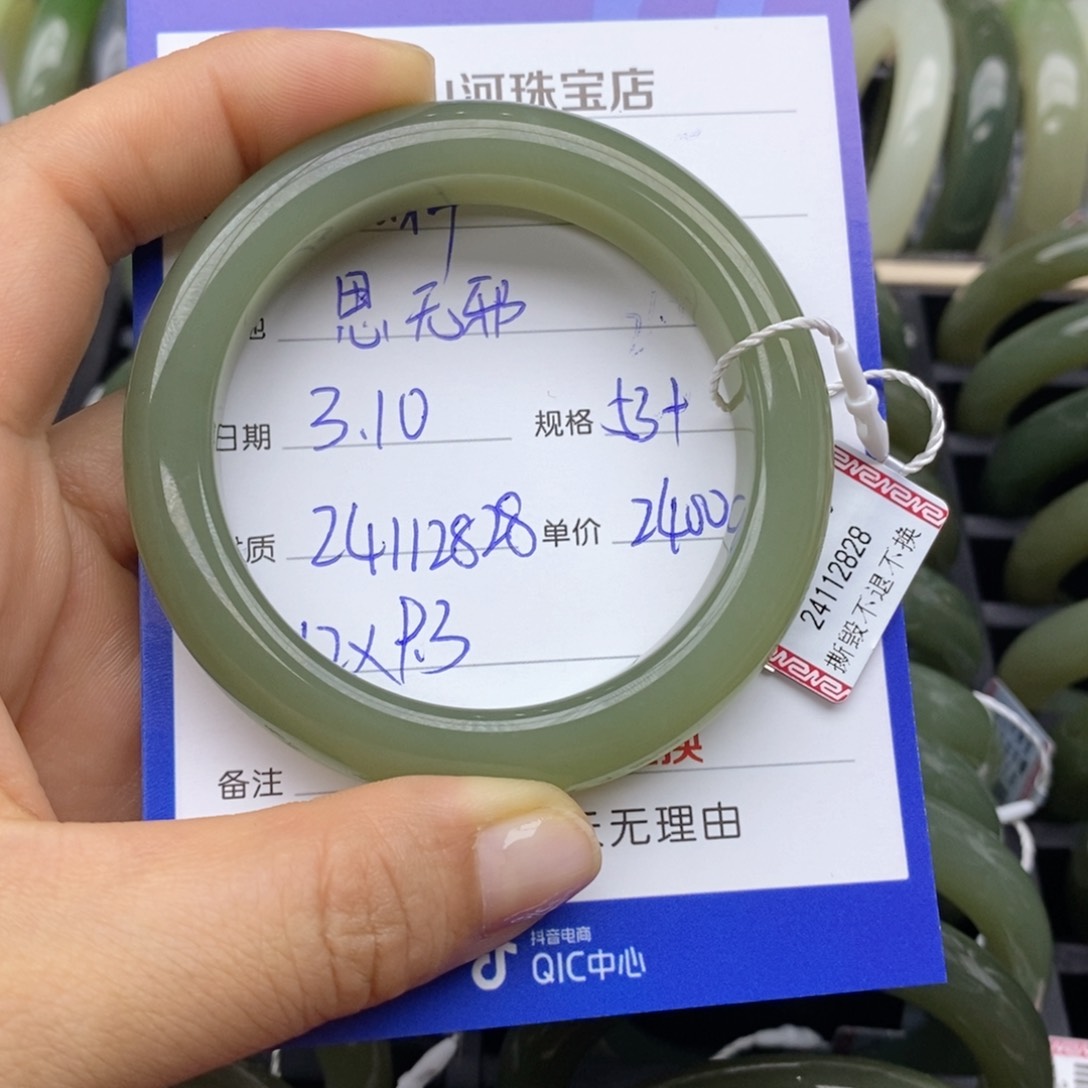 河珠宝店
思无邪
日期 3.10 规格 53+
质 24112828 单价 2400
备注
无理由
24112828
撕毁不退不换
抖音电商
QIC中心